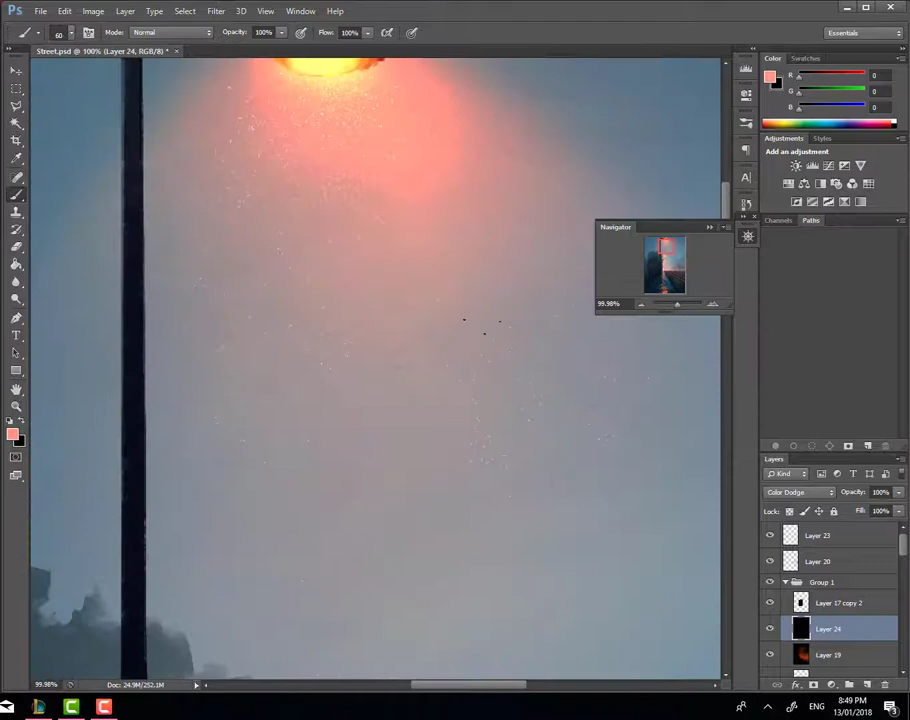 Ps File Edit Image Layer Type Select Filter 3D View Window Help
60 Mode: Normal Opacity: 100% Flow: 100% Essentials
Street.psd @ 100% (Layer 24, RGB/8) * ×
Color Swatches
R 0
G 0
B 0
Adjustments Styles
Add an adjustment
Channels Paths
Navigator
99.98%
Layers
Kind
Color Dodge Opacity: 100%
Lock: Fill: 100%
Layer 23
Layer 20
Group 1
Layer 17 copy 2
Layer 24
Layer 19
99.98% Doc: 24.9M/252.1M
ENG 8:49 PM
13/01/2018 3